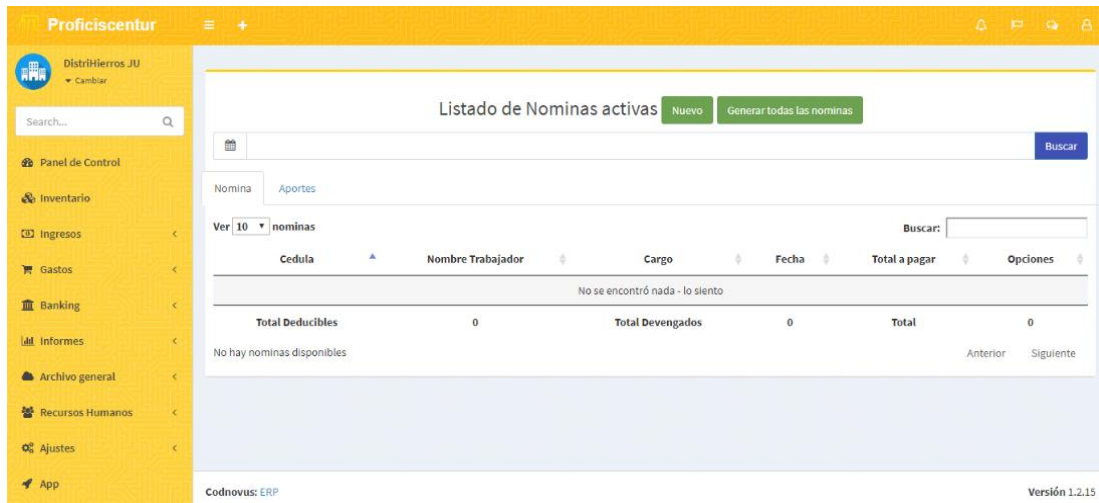 Proficiscentur
DistriHierros JU
Cambiar
Search...
Panel de Control
Inventario
Ingresos
Gastos
Banking
Informes
Archivo general
Recursos Humanos
Ajustes
App
Listado de Nominas activas Nuevo Generar todas las nominas
Buscar
Nomina Aportes
Ver 10 nominas Buscar:
Cedula Nombre Trabajador Cargo Fecha Total a pagar Opciones
No se encontró nada - lo siento
Total Deducibles 0 Total Devengados 0 Total 0
No hay nominas disponibles Anterior Siguiente
Codnovus: ERP Versión 1.2.15